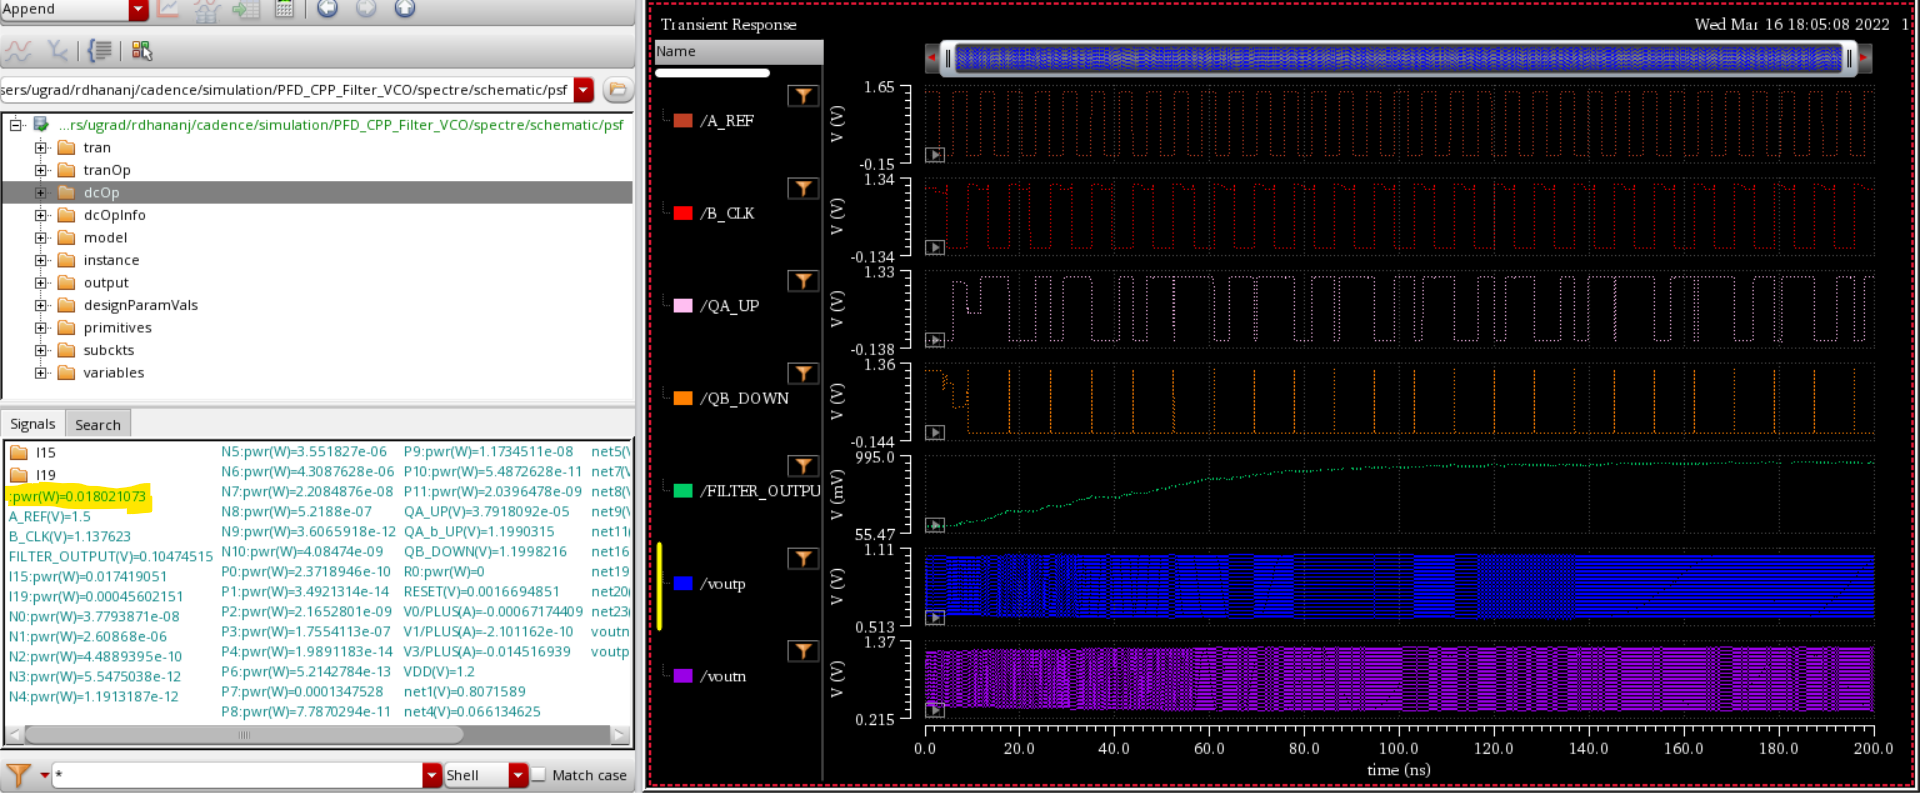 Append
sers/ugrad/rdhananj/cadence/simulation/PFD_CPP_Filter_VCO/spectre/schematic/psf
...rs/ugrad/rdhananj/cadence/simulation/PFD_CPP_Filter_VCO/spectre/schematic/psf
tran
tranOp
dcOp
dcOpInfo
model
instance
output
designParamVals
primitives
subckts
variables
Signals Search
I15
I19
:pwr(W)=0.018021073
A_REF(V)=1.5
B_CLK(V)=1.137623
FILTER_OUTPUT(V)=0.10474515
I15:pwr(W)=0.017419051
I19:pwr(W)=0.00045602151
N0:pwr(W)=3.7793871e-08
N1:pwr(W)=2.60868e-06
N2:pwr(W)=4.4889395e-10
N3:pwr(W)=5.5475038e-12
N4:pwr(W)=1.1913187e-12
N5:pwr(W)=3.551827e-06
N6:pwr(W)=4.3087628e-06
N7:pwr(W)=2.2084876e-08
N8:pwr(W)=5.2188e-07
N9:pwr(W)=3.6065918e-12
N10:pwr(W)=4.08474e-09
P0:pwr(W)=2.3718946e-10
P1:pwr(W)=3.4921314e-14
P2:pwr(W)=2.1652801e-09
P3:pwr(W)=1.7554113e-07
P4:pwr(W)=1.9891183e-14
P6:pwr(W)=5.2142784e-13
P7:pwr(W)=0.0001347528
P8:pwr(W)=7.7870294e-11
P9:pwr(W)=1.1734511e-08
P10:pwr(W)=5.4872628e-11
P11:pwr(W)=2.0396478e-09
QA_UP(V)=3.7918092e-05
QA_b_UP(V)=1.1990315
QB_DOWN(V)=1.1998216
R0:pwr(W)=0
RESET(V)=0.0016694851
V0/PLUS(A)=-0.00067174409
V1/PLUS(A)=-2.101162e-10
V3/PLUS(A)=-0.014516939
VDD(V)=1.2
net1(V)=0.8071589
net4(V)=0.066134625
net5(V
net7(V
net8(V
net9(V
net11(
net16
net19
net20(
net23(
voutn
voutp
*
Shell
Match case
Transient Response
Wed Mar 16 18:05:08 2022 1
Name
/A_REF
V (V)
1.65
-0.15
/B_CLK
V (V)
1.34
-0.134
/QA_UP
V (V)
1.33
-0.138
/QB_DOWN
V (V)
1.36
-0.144
/FILTER_OUTPU
V (mV)
995.0
55.47
/voutp
V (V)
1.11
0.513
/voutn
V (V)
1.37
0.215
0.0 20.0 40.0 60.0 80.0 100.0 120.0 140.0 160.0 180.0 200.0
time (ns)